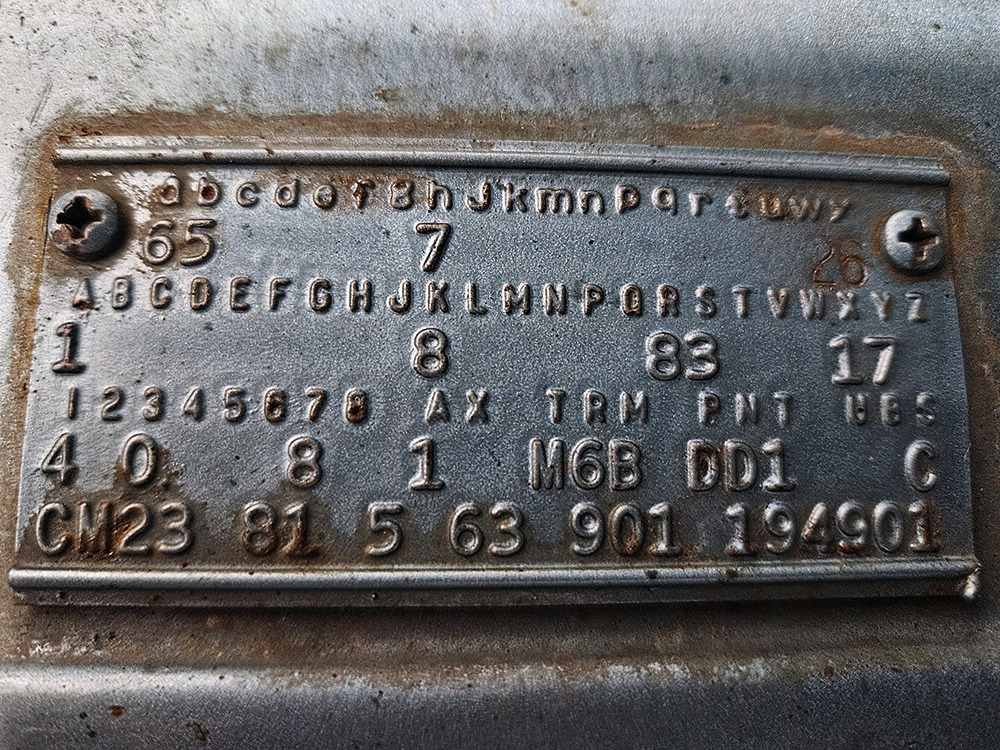 abcdefghJkmnpqrtuwy
65 7 26
ABCDEFGHJKLMNPQRSTVWXYZ
1 8 83 17
12345678 AX TRM PNT UBS
4 0 8 1 M6B DD1 C
CM23 81 5 63 901 194901